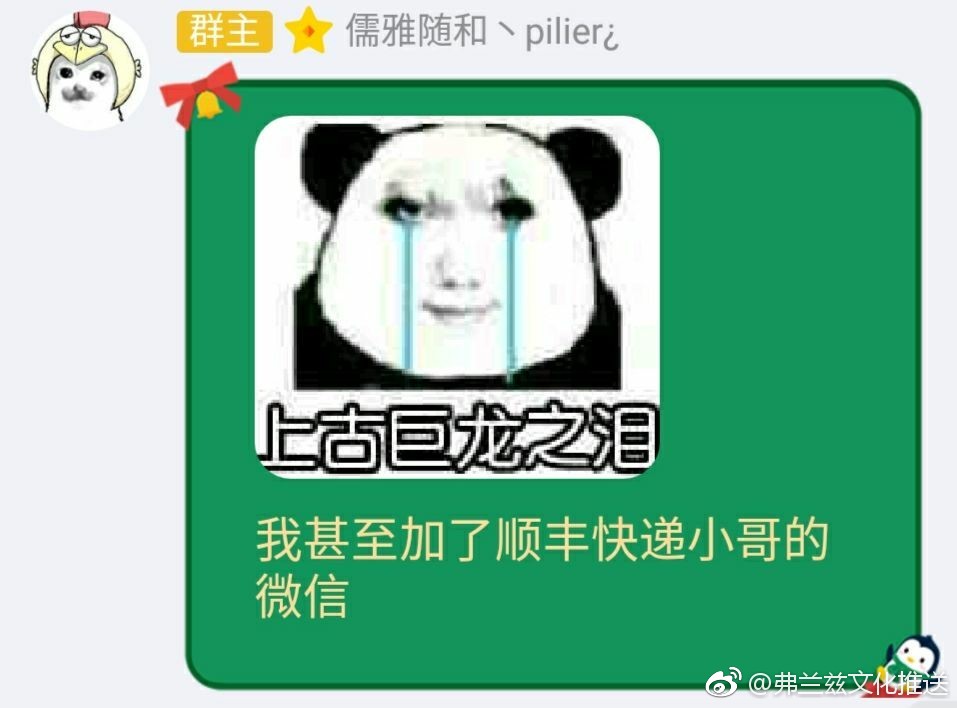 群主 儒雅随和丶pilier¿
上古巨龙之泪
我甚至加了顺丰快递小哥的
微信
@弗兰兹文化推送